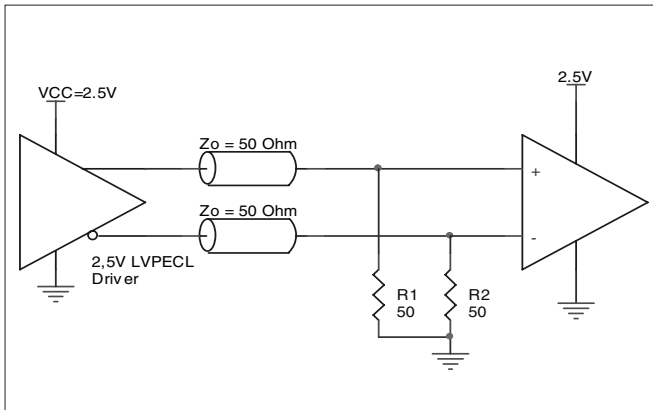 VCC=2.5V
2.5V
Zo = 50 Ohm
+
Zo = 50 Ohm
-
2,5V LVPECL
Driver
R1
50
R2
50